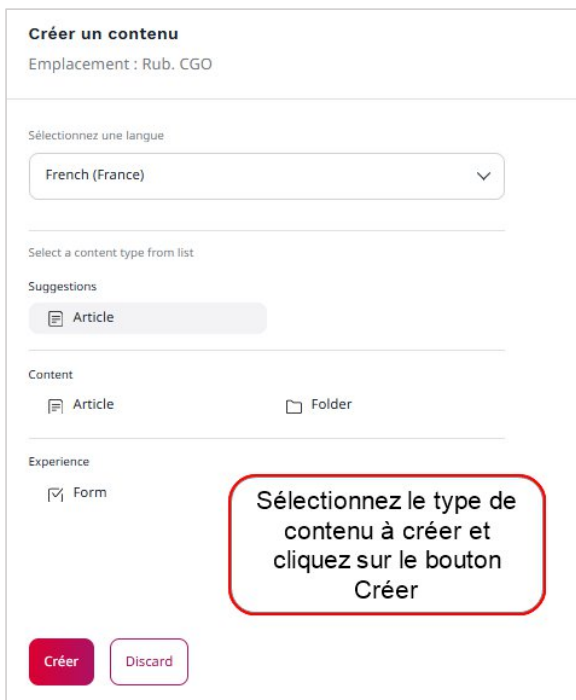 Créer un contenu
Emplacement : Rub. CGO
Sélectionnez une langue
French (France)
Select a content type from list
Suggestions
Article
Content
Article Folder
Experience
Form
Sélectionnez le type de
contenu à créer et
cliquez sur le bouton
Créer
Créer Discard